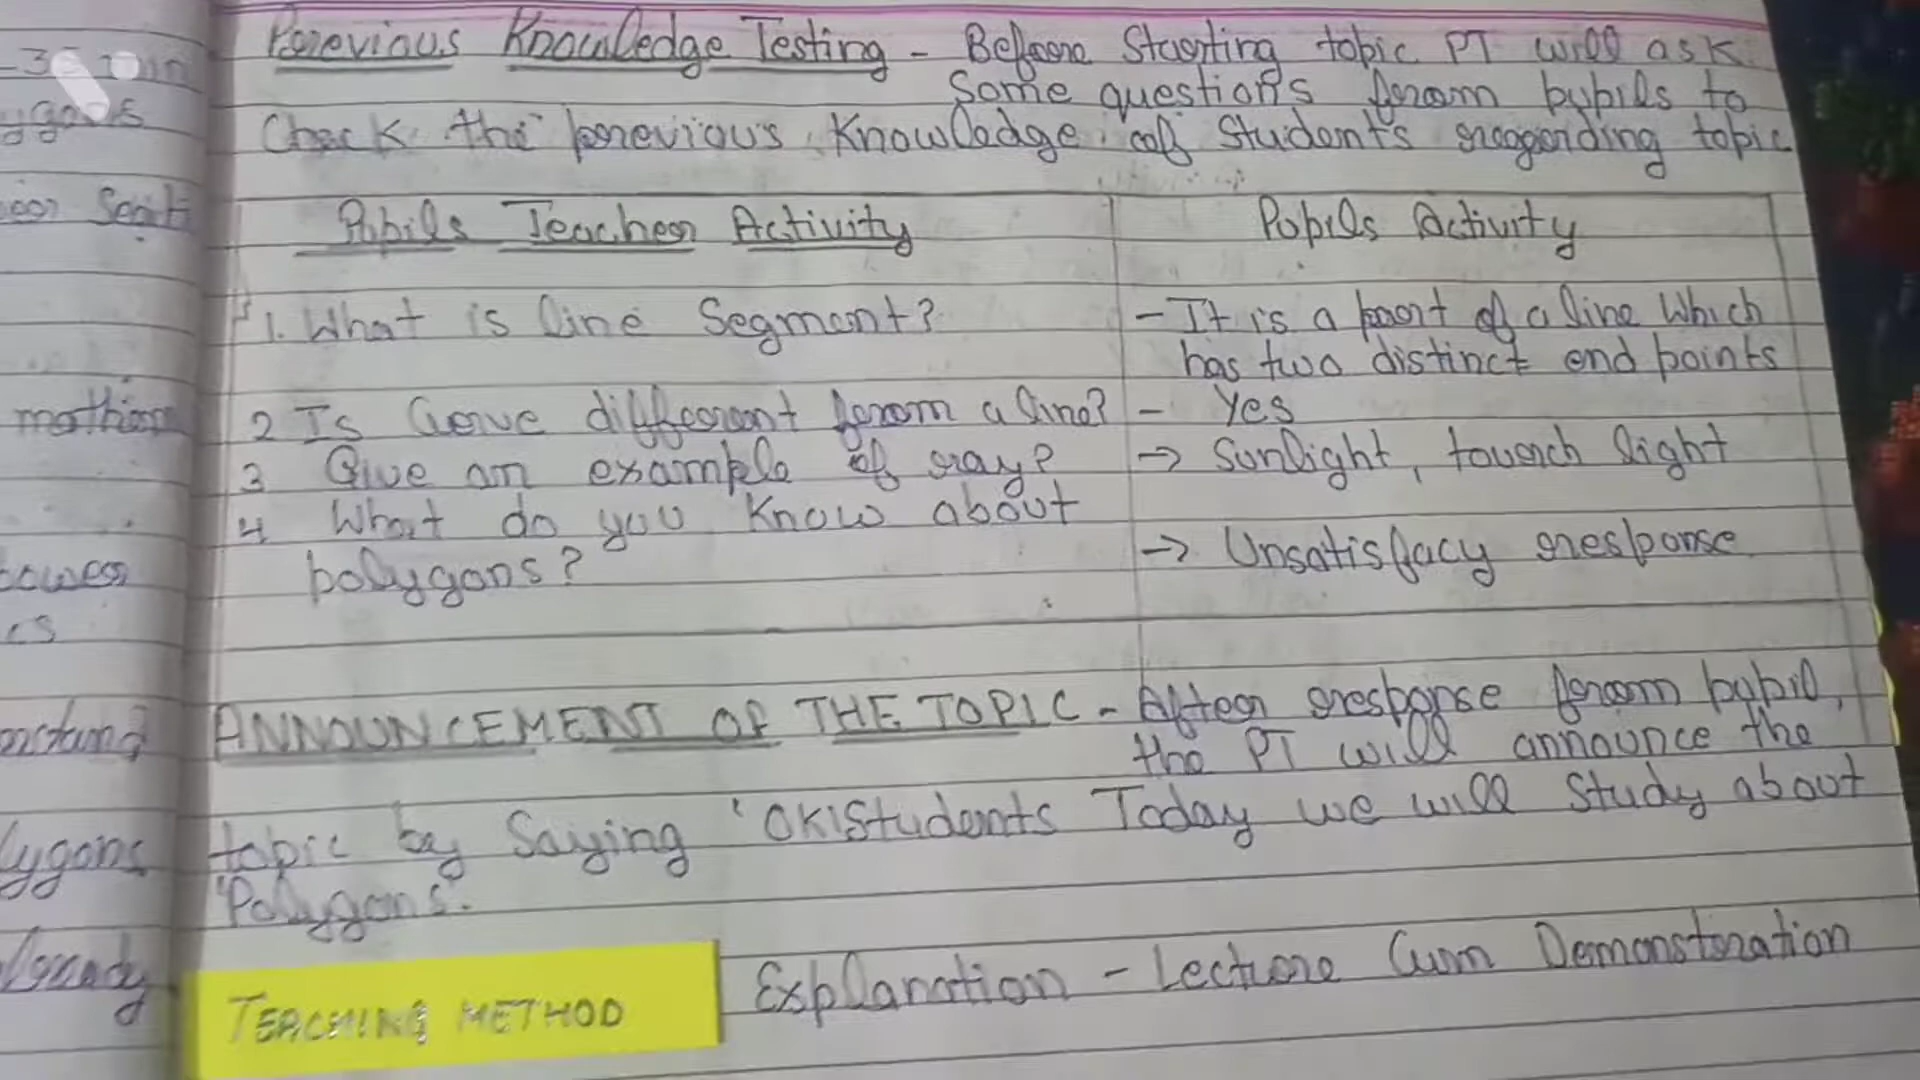 Previous Knowledge Testing - Before Starting topic PT will ask
Some questions from pupils to
Check the previous Knowledge of Students regarding topic
Pupils Teacher Activity
Pupils Activity
1. What is line Segment?
- It is a part of a line Which
has two distinct end points
2 Is Curve different from a line?
- Yes
3 Give an example of ray?
→ Sunlight, tourch light
4 What do you Know about
polygons?
→ Unsatisfacy response
ANNOUNCEMENT OF THE TOPIC - After response from pupil,
the PT will announce the
topic by Saying 'OK! Students Today we will Study about
'Polygons'.
TEACHING METHOD
Explanation - Lecture Cum Demonstration